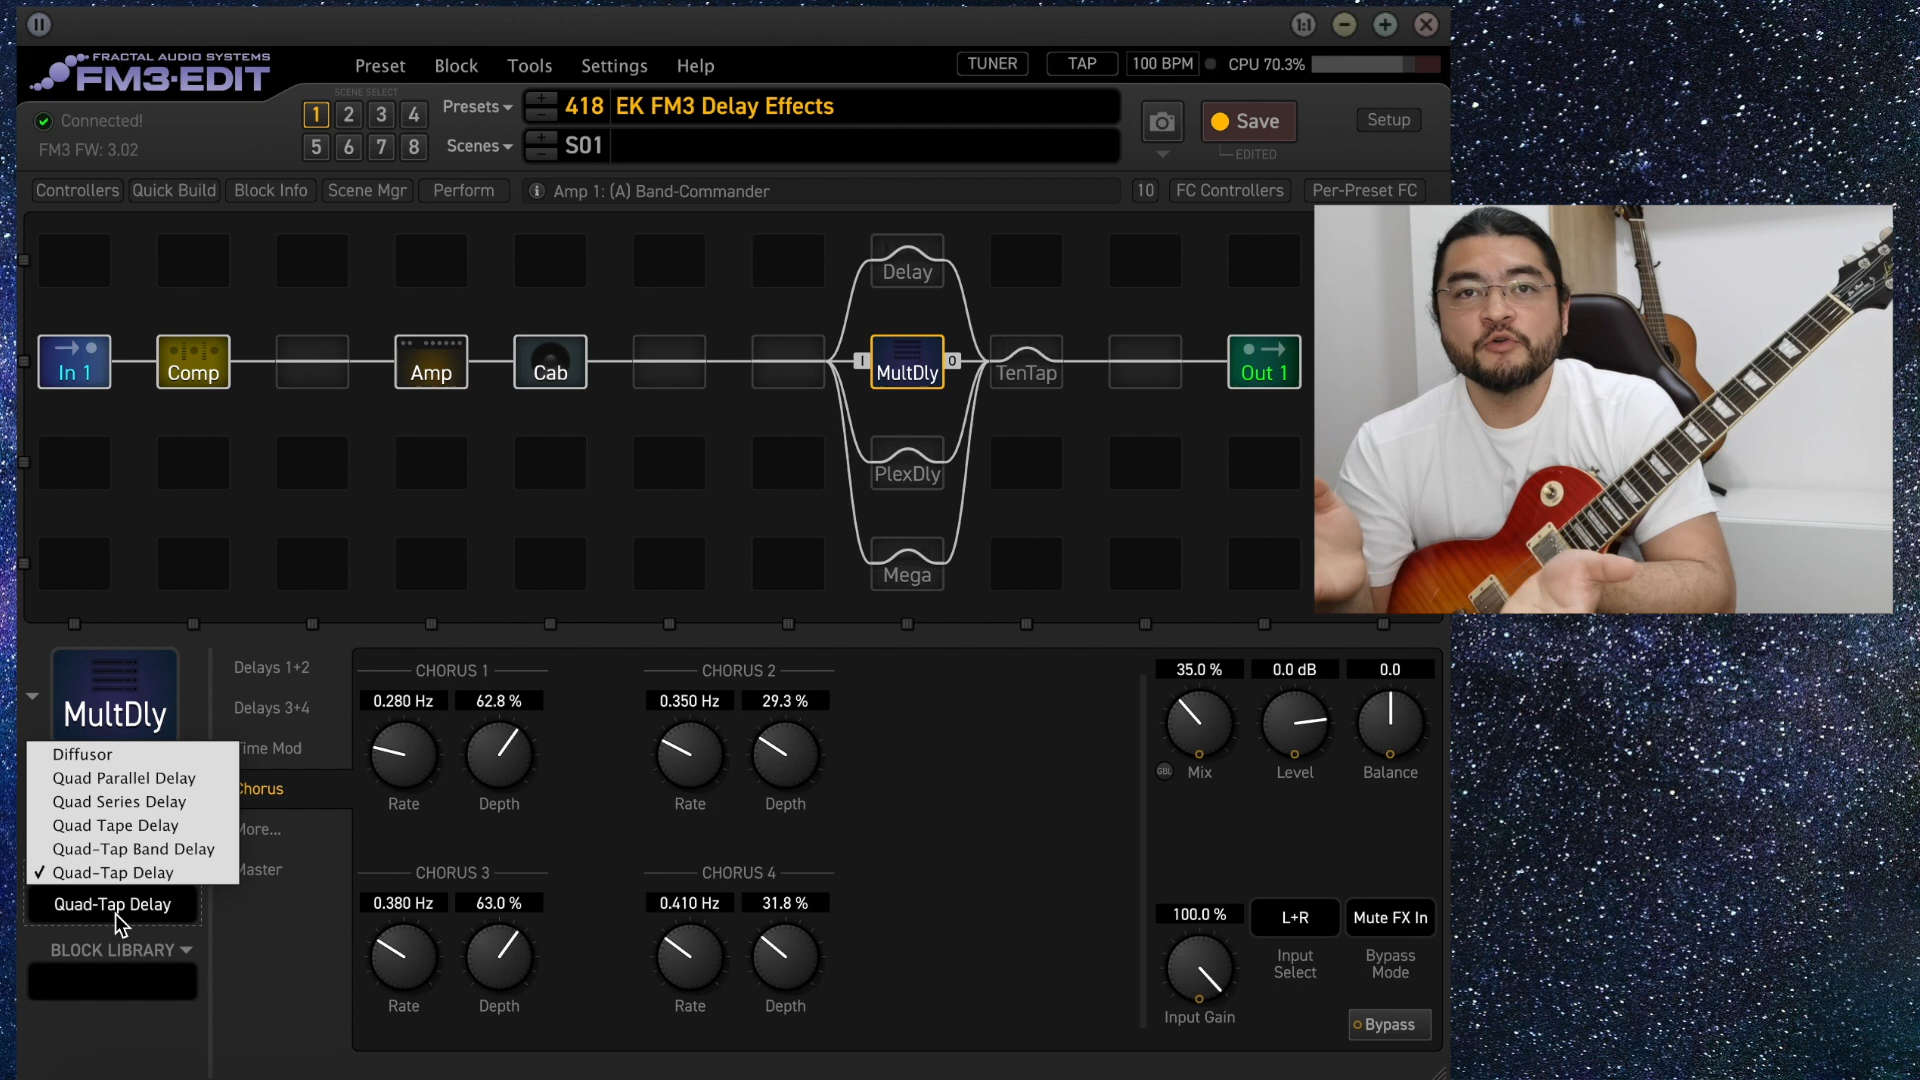 1:1
FRACTAL AUDIO SYSTEMS
FM3-EDIT
Preset Block Tools Settings Help
TUNER TAP 100 BPM CPU 70.3%
SCENE SELECT
1 2 3 4
5 6 7 8
Presets 418 EK FM3 Delay Effects
Scenes S01
Connected!
FM3 FW: 3.02
Save
EDITED
Setup
Controllers Quick Build Block Info Scene Mgr Perform
Amp 1: (A) Band-Commander
10 FC Controllers Per-Preset FC
Delay
In 1 Comp Amp Cab I MultDly O TenTap Out 1
PlexDly
Mega
MultDly
Diffusor
Quad Parallel Delay
Quad Series Delay
Quad Tape Delay
Quad-Tap Band Delay
✓ Quad-Tap Delay
Quad-Tap Delay
BLOCK LIBRARY
Delays 1+2
Delays 3+4
Time Mod
Chorus
More...
Master
CHORUS 1
0.280 Hz 62.8 %
Rate Depth
CHORUS 2
0.350 Hz 29.3 %
Rate Depth
CHORUS 3
0.380 Hz 63.0 %
Rate Depth
CHORUS 4
0.410 Hz 31.8 %
Rate Depth
35.0 % 0.0 dB 0.0
GBL Mix Level Balance
100.0 % L+R Mute FX In
Input Gain
Input
Select
Bypass
Mode
Bypass